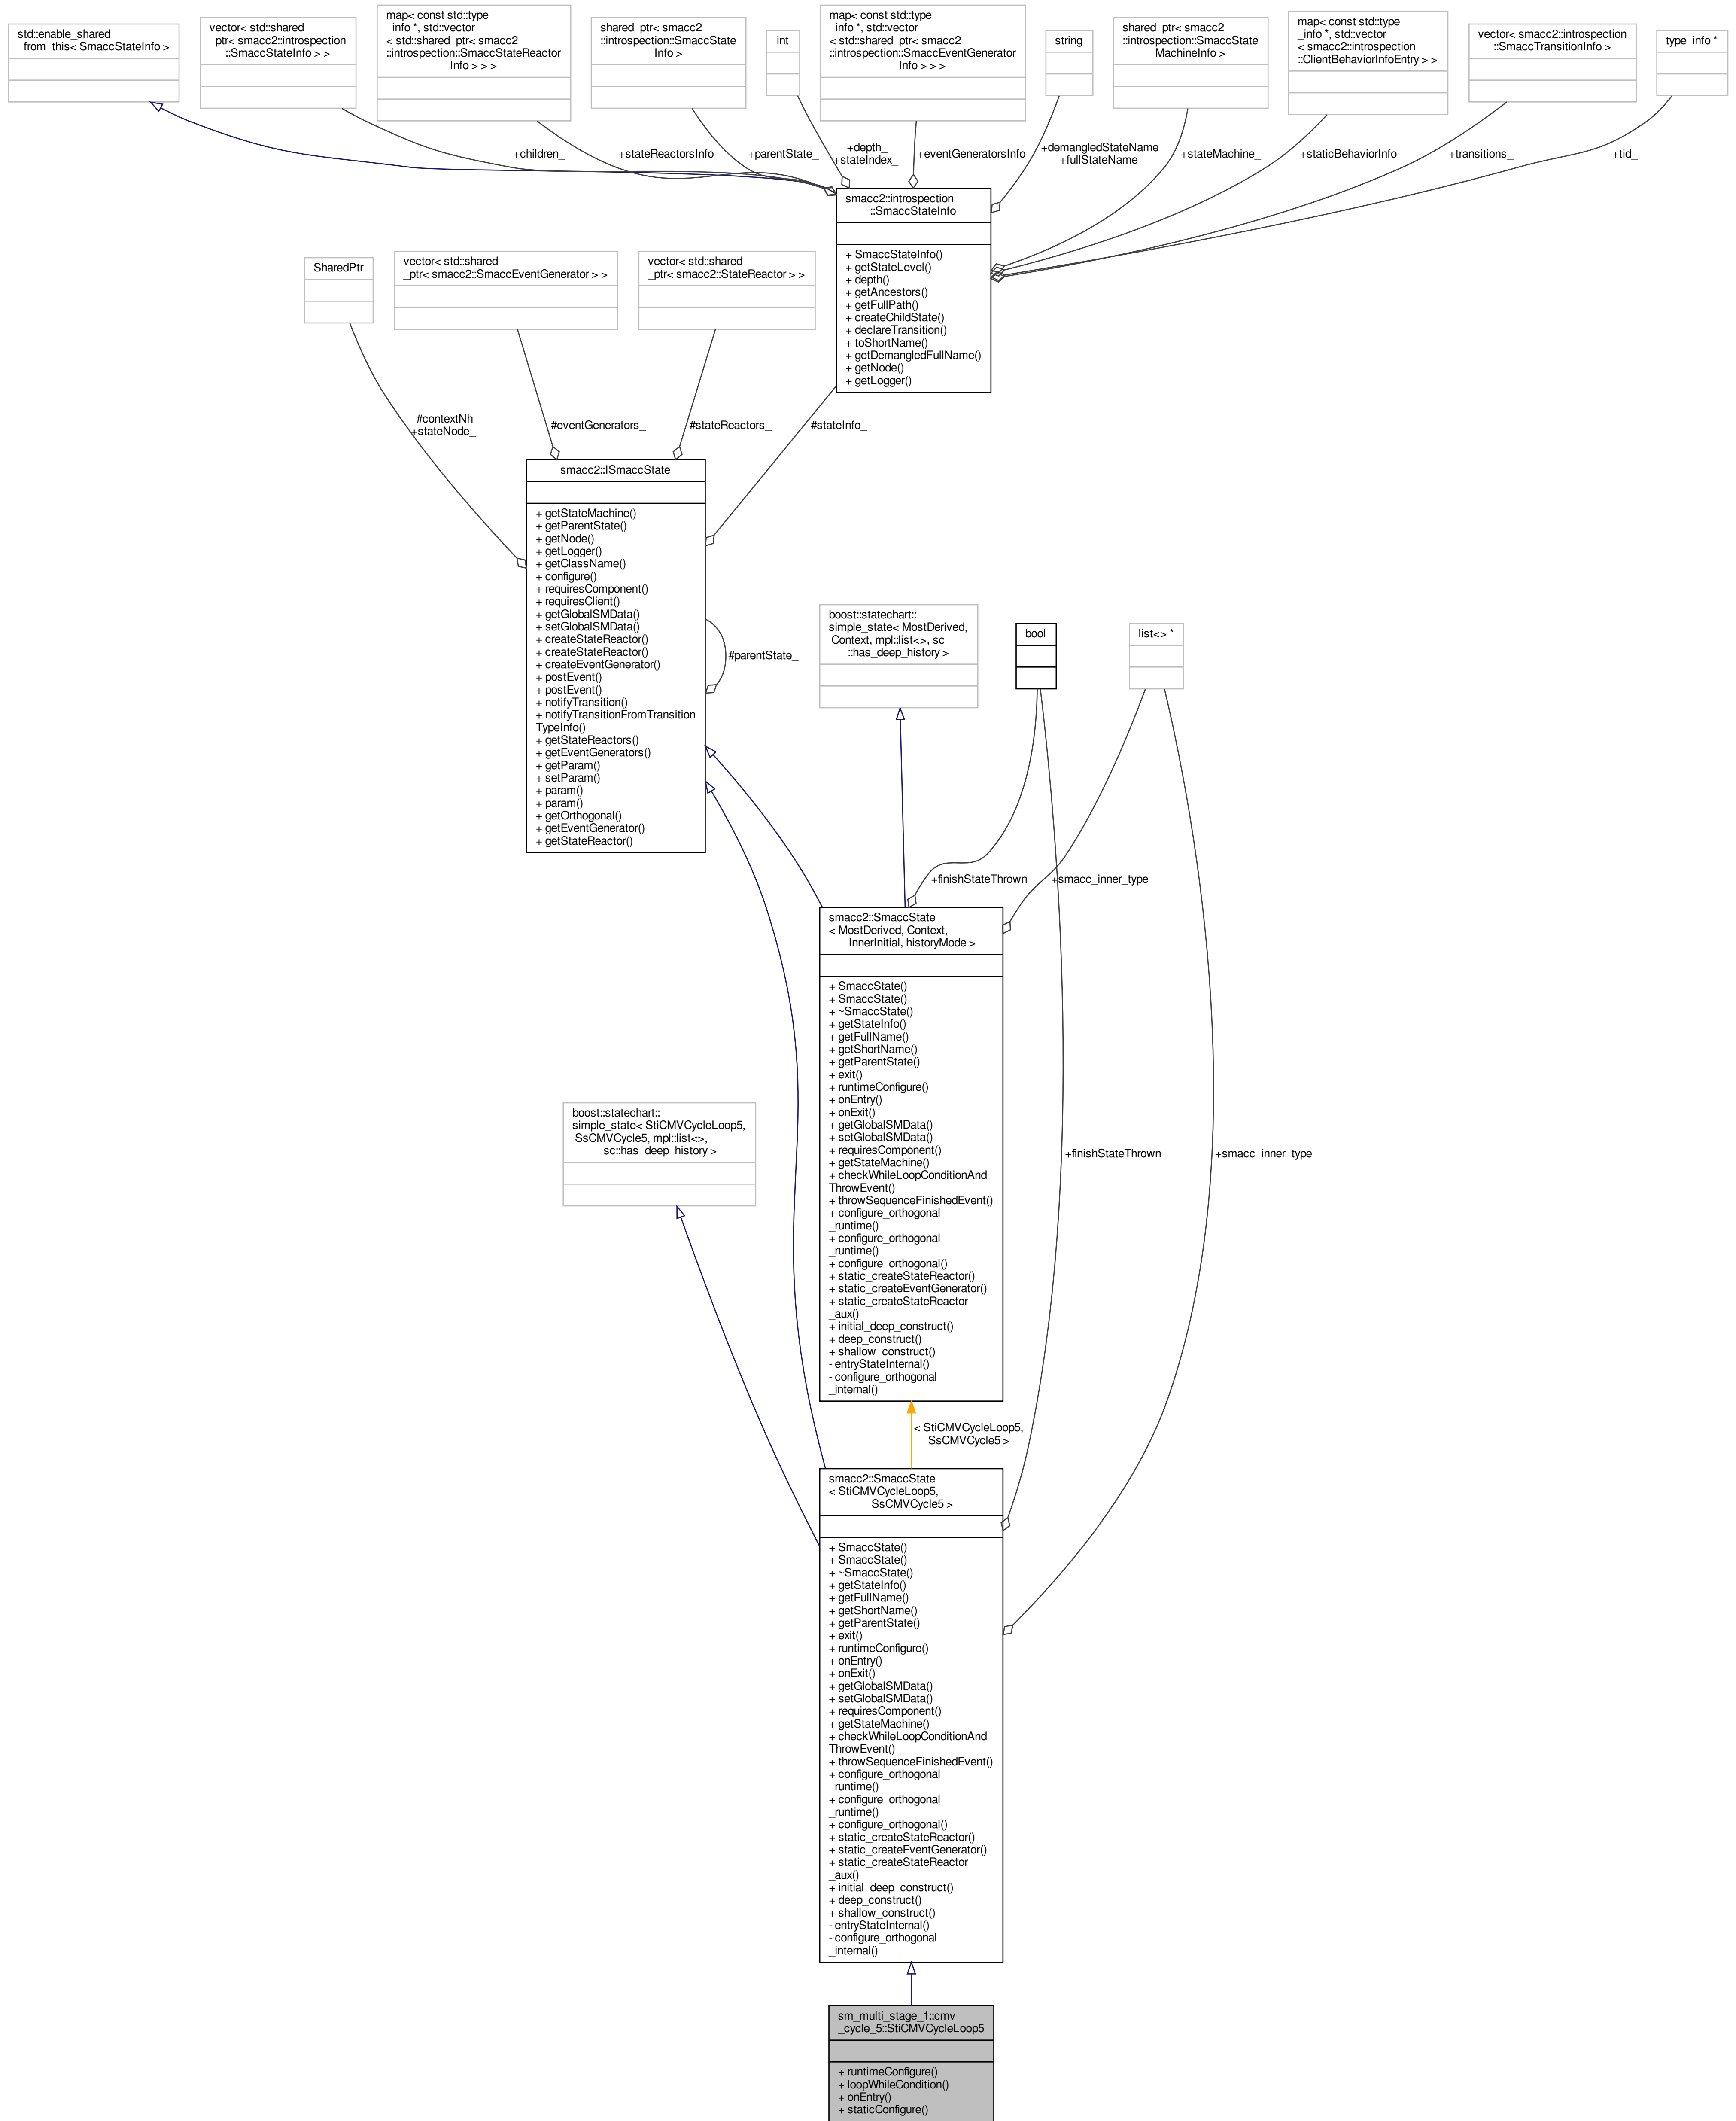 std::enable_shared
_from_this< SmaccStateInfo >
vector< std::shared
_ptr< smacc2::introspection
::SmaccStateInfo > >
map< const std::type
_info *, std::vector
< std::shared_ptr< smacc2
::introspection::SmaccStateReactor
Info > > >
shared_ptr< smacc2
::introspection::SmaccState
Info >
int
map< const std::type
_info *, std::vector
< std::shared_ptr< smacc2
::introspection::SmaccEventGenerator
Info > > >
string
shared_ptr< smacc2
::introspection::SmaccState
MachineInfo >
map< const std::type
_info *, std::vector
< smacc2::introspection
::ClientBehaviorInfoEntry > >
vector< smacc2::introspection
::SmaccTransitionInfo >
type_info *
+children_
+stateReactorsInfo
+parentState_
+depth_
+stateIndex_
+eventGeneratorsInfo
+demangledStateName
+fullStateName
+stateMachine_
+staticBehaviorInfo
+transitions_
+tid_
smacc2::introspection
::SmaccStateInfo
+ SmaccStateInfo()
+ getStateLevel()
+ depth()
+ getAncestors()
+ getFullPath()
+ createChildState()
+ declareTransition()
+ toShortName()
+ getDemangledFullName()
+ getNode()
+ getLogger()
SharedPtr
vector< std::shared
_ptr< smacc2::SmaccEventGenerator > >
vector< std::shared
_ptr< smacc2::StateReactor > >
#contextNh
+stateNode_
#eventGenerators_
#stateReactors_
#stateInfo_
smacc2::ISmaccState
+ getStateMachine()
+ getParentState()
+ getNode()
+ getLogger()
+ getClassName()
+ configure()
+ requiresComponent()
+ requiresClient()
+ getGlobalSMData()
+ setGlobalSMData()
+ createStateReactor()
+ createStateReactor()
+ createEventGenerator()
+ postEvent()
+ postEvent()
+ notifyTransition()
+ notifyTransitionFromTransition
TypeInfo()
+ getStateReactors()
+ getEventGenerators()
+ getParam()
+ setParam()
+ param()
+ param()
+ getOrthogonal()
+ getEventGenerator()
+ getStateReactor()
#parentState_
boost::statechart::
simple_state< MostDerived,
Context, mpl::list<>, sc
::has_deep_history >
bool
list<> *
+finishStateThrown
+smacc_inner_type
smacc2::SmaccState
< MostDerived, Context,
InnerInitial, historyMode >
+ SmaccState()
+ SmaccState()
+ ~SmaccState()
+ getStateInfo()
+ getFullName()
+ getShortName()
+ getParentState()
+ exit()
+ runtimeConfigure()
+ onEntry()
+ onExit()
+ getGlobalSMData()
+ setGlobalSMData()
+ requiresComponent()
+ getStateMachine()
+ checkWhileLoopConditionAnd
ThrowEvent()
+ throwSequenceFinishedEvent()
+ configure_orthogonal
_runtime()
+ configure_orthogonal
_runtime()
+ configure_orthogonal()
+ static_createStateReactor()
+ static_createEventGenerator()
+ static_createStateReactor
_aux()
+ initial_deep_construct()
+ deep_construct()
+ shallow_construct()
- entryStateInternal()
- configure_orthogonal
_internal()
boost::statechart::
simple_state< StiCMVCycleLoop5,
SsCMVCycle5, mpl::list<>,
sc::has_deep_history >
+finishStateThrown
+smacc_inner_type
< StiCMVCycleLoop5,
SsCMVCycle5 >
smacc2::SmaccState
< StiCMVCycleLoop5,
SsCMVCycle5 >
+ SmaccState()
+ SmaccState()
+ ~SmaccState()
+ getStateInfo()
+ getFullName()
+ getShortName()
+ getParentState()
+ exit()
+ runtimeConfigure()
+ onEntry()
+ onExit()
+ getGlobalSMData()
+ setGlobalSMData()
+ requiresComponent()
+ getStateMachine()
+ checkWhileLoopConditionAnd
ThrowEvent()
+ throwSequenceFinishedEvent()
+ configure_orthogonal
_runtime()
+ configure_orthogonal
_runtime()
+ configure_orthogonal()
+ static_createStateReactor()
+ static_createEventGenerator()
+ static_createStateReactor
_aux()
+ initial_deep_construct()
+ deep_construct()
+ shallow_construct()
- entryStateInternal()
- configure_orthogonal
_internal()
sm_multi_stage_1::cmv
_cycle_5::StiCMVCycleLoop5
+ runtimeConfigure()
+ loopWhileCondition()
+ onEntry()
+ staticConfigure()